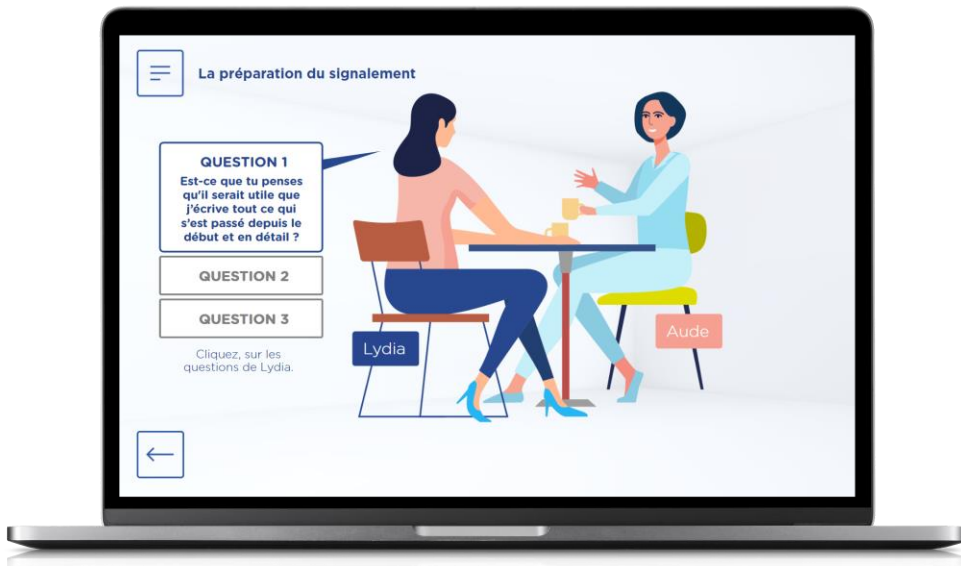 La préparation du signalement
QUESTION 1
Est-ce que tu penses
qu'il serait utile que
j'écrive tout ce qui
s'est passé depuis le
début et en détail ?
QUESTION 2
QUESTION 3
Cliquez, sur les
questions de Lydia.
Lydia
Aude